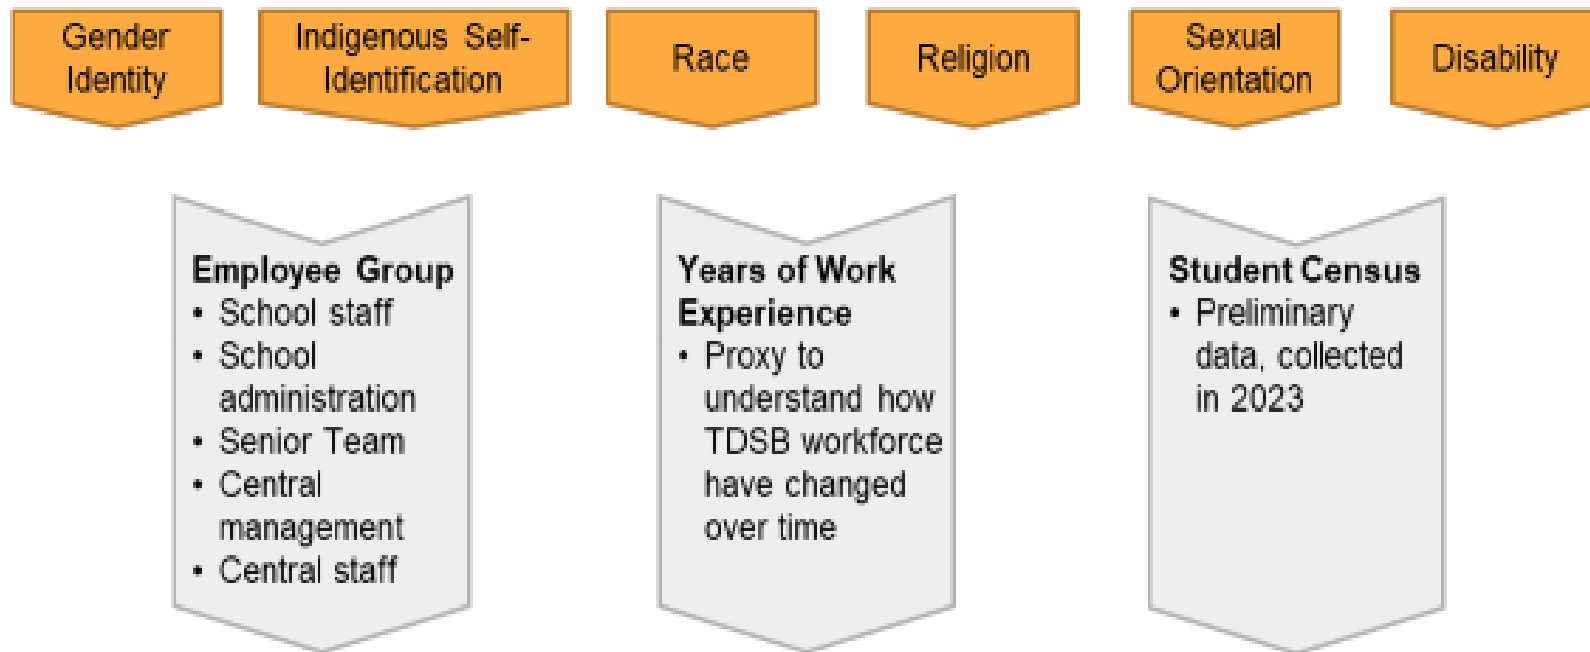 Gender
Identity
Indigenous Self-
Identification
Race
Religion
Sexual
Orientation
Disability
Employee Group
• School staff
• School
administration
• Senior Team
• Central
management
• Central staff
Years of Work
Experience
• Proxy to
understand how
TDSB workforce
have changed
over time
Student Census
• Preliminary
data, collected
in 2023